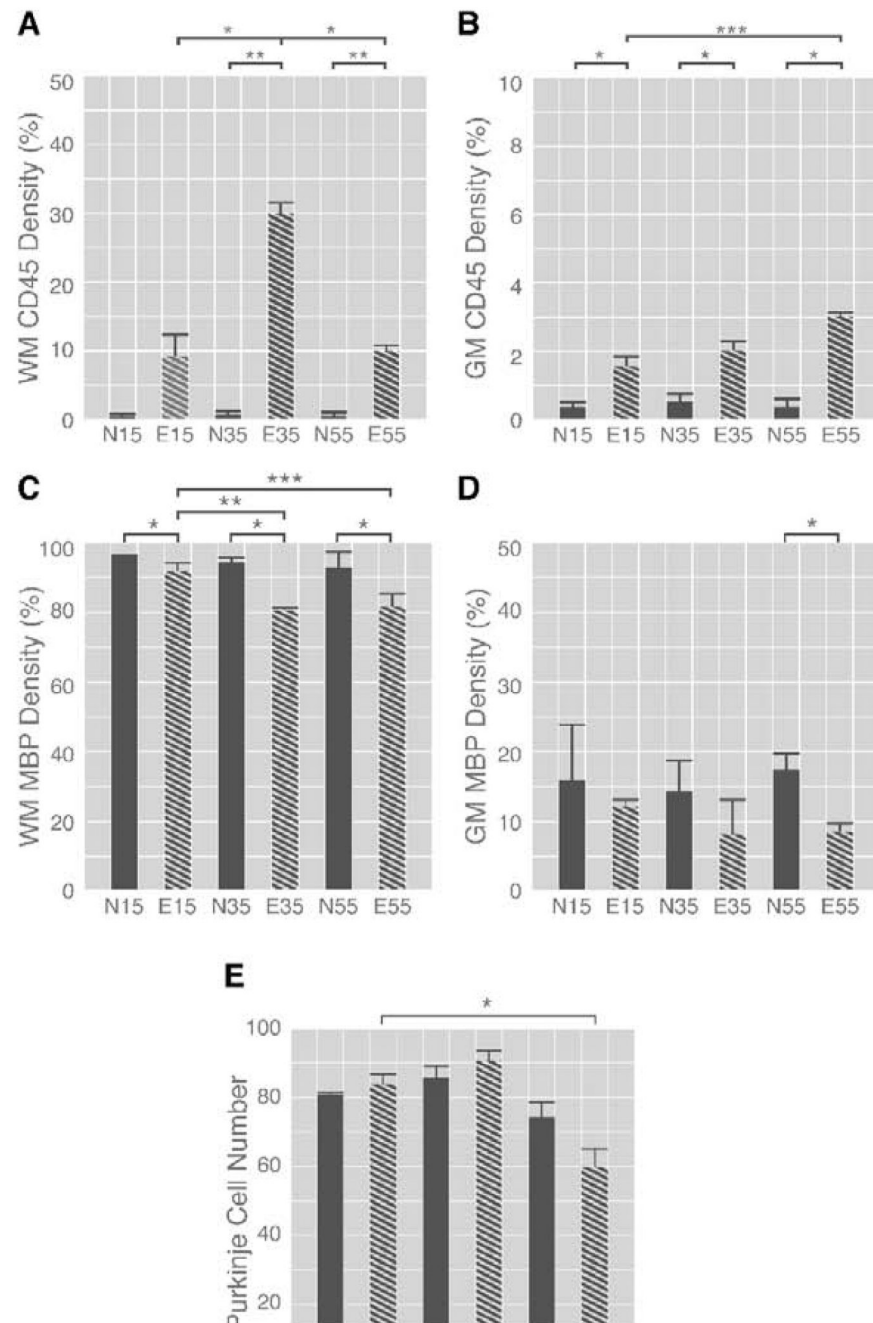 A
* *
** **
WM CD45 Density (%)
50
40
30
20
10
0
N15 E15 N35 E35 N55 E55
B
***
* * *
GM CD45 Density (%)
10
8
6
4
2
0
N15 E15 N35 E35 N55 E55
C
***
**
* * *
WM MBP Density (%)
100
80
60
40
20
0
N15 E15 N35 E35 N55 E55
D
*
GM MBP Density (%)
50
40
30
20
10
0
N15 E15 N35 E35 N55 E55
E
*
Purkinje Cell Number
100
80
60
40
20